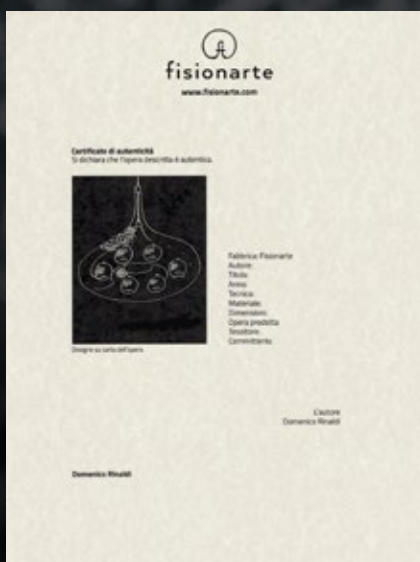 fisionarte
www.fisionarte.com
Certificato di autenticità
Si dichiara che l'opera descritta è autentica.
Fabbrica: Fisionarte
Autore:
Titolo:
Anno:
Tecnica:
Materiale:
Dimensioni:
Opera predotta
Tessitore:
Committente
Disegno su carta dell'opera
L'autore
Domenico Rinaldi
Domenico Rinaldi